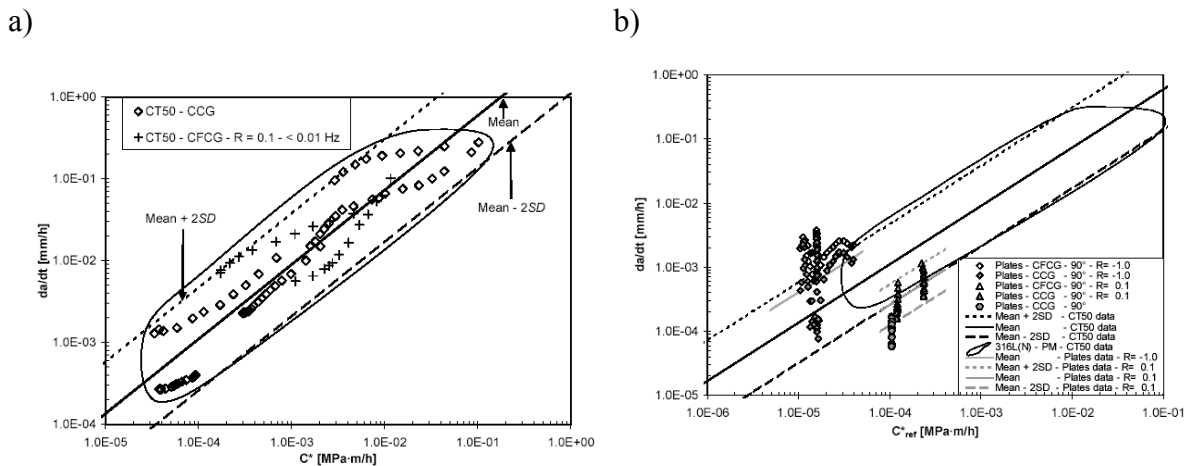 a)
b)
1.0E+00
1.0E-01
1.0E-02
1.0E-03
1.0E-04
da/dt [mm/h]
CT50 - CCG
CT50 - CFCG - R = 0.1 - < 0.01 Hz
Mean
Mean + 2SD
Mean - 2SD
1.0E-05 1.0E-04 1.0E-03 1.0E-02 1.0E-01 1.0E+00
C* [MPa·m/h]
1.0E+00
1.0E-01
1.0E-02
1.0E-03
1.0E-04
1.0E-05
da/dt [mm/h]
Plates - CFCG - 90° - R= -1.0
Plates - CCG - 90° - R= -1.0
Plates - CFCG - 90° - R= 0.1
Plates - CCG - 90° - R= 0.1
Plates - CCG - 90°
Mean + 2SD - CT50 data
Mean - CT50 data
Mean - 2SD - CT50 data
316L(N) - PM - CT50 data
Mean - Plates data - R= -1.0
Mean + 2SD - Plates data - R= 0.1
Mean - Plates data - R= 0.1
Mean - 2SD - Plates data - R= 0.1
1.0E-06 1.0E-05 1.0E-04 1.0E-03 1.0E-02 1.0E-01
C*ref [MPa·m/h]